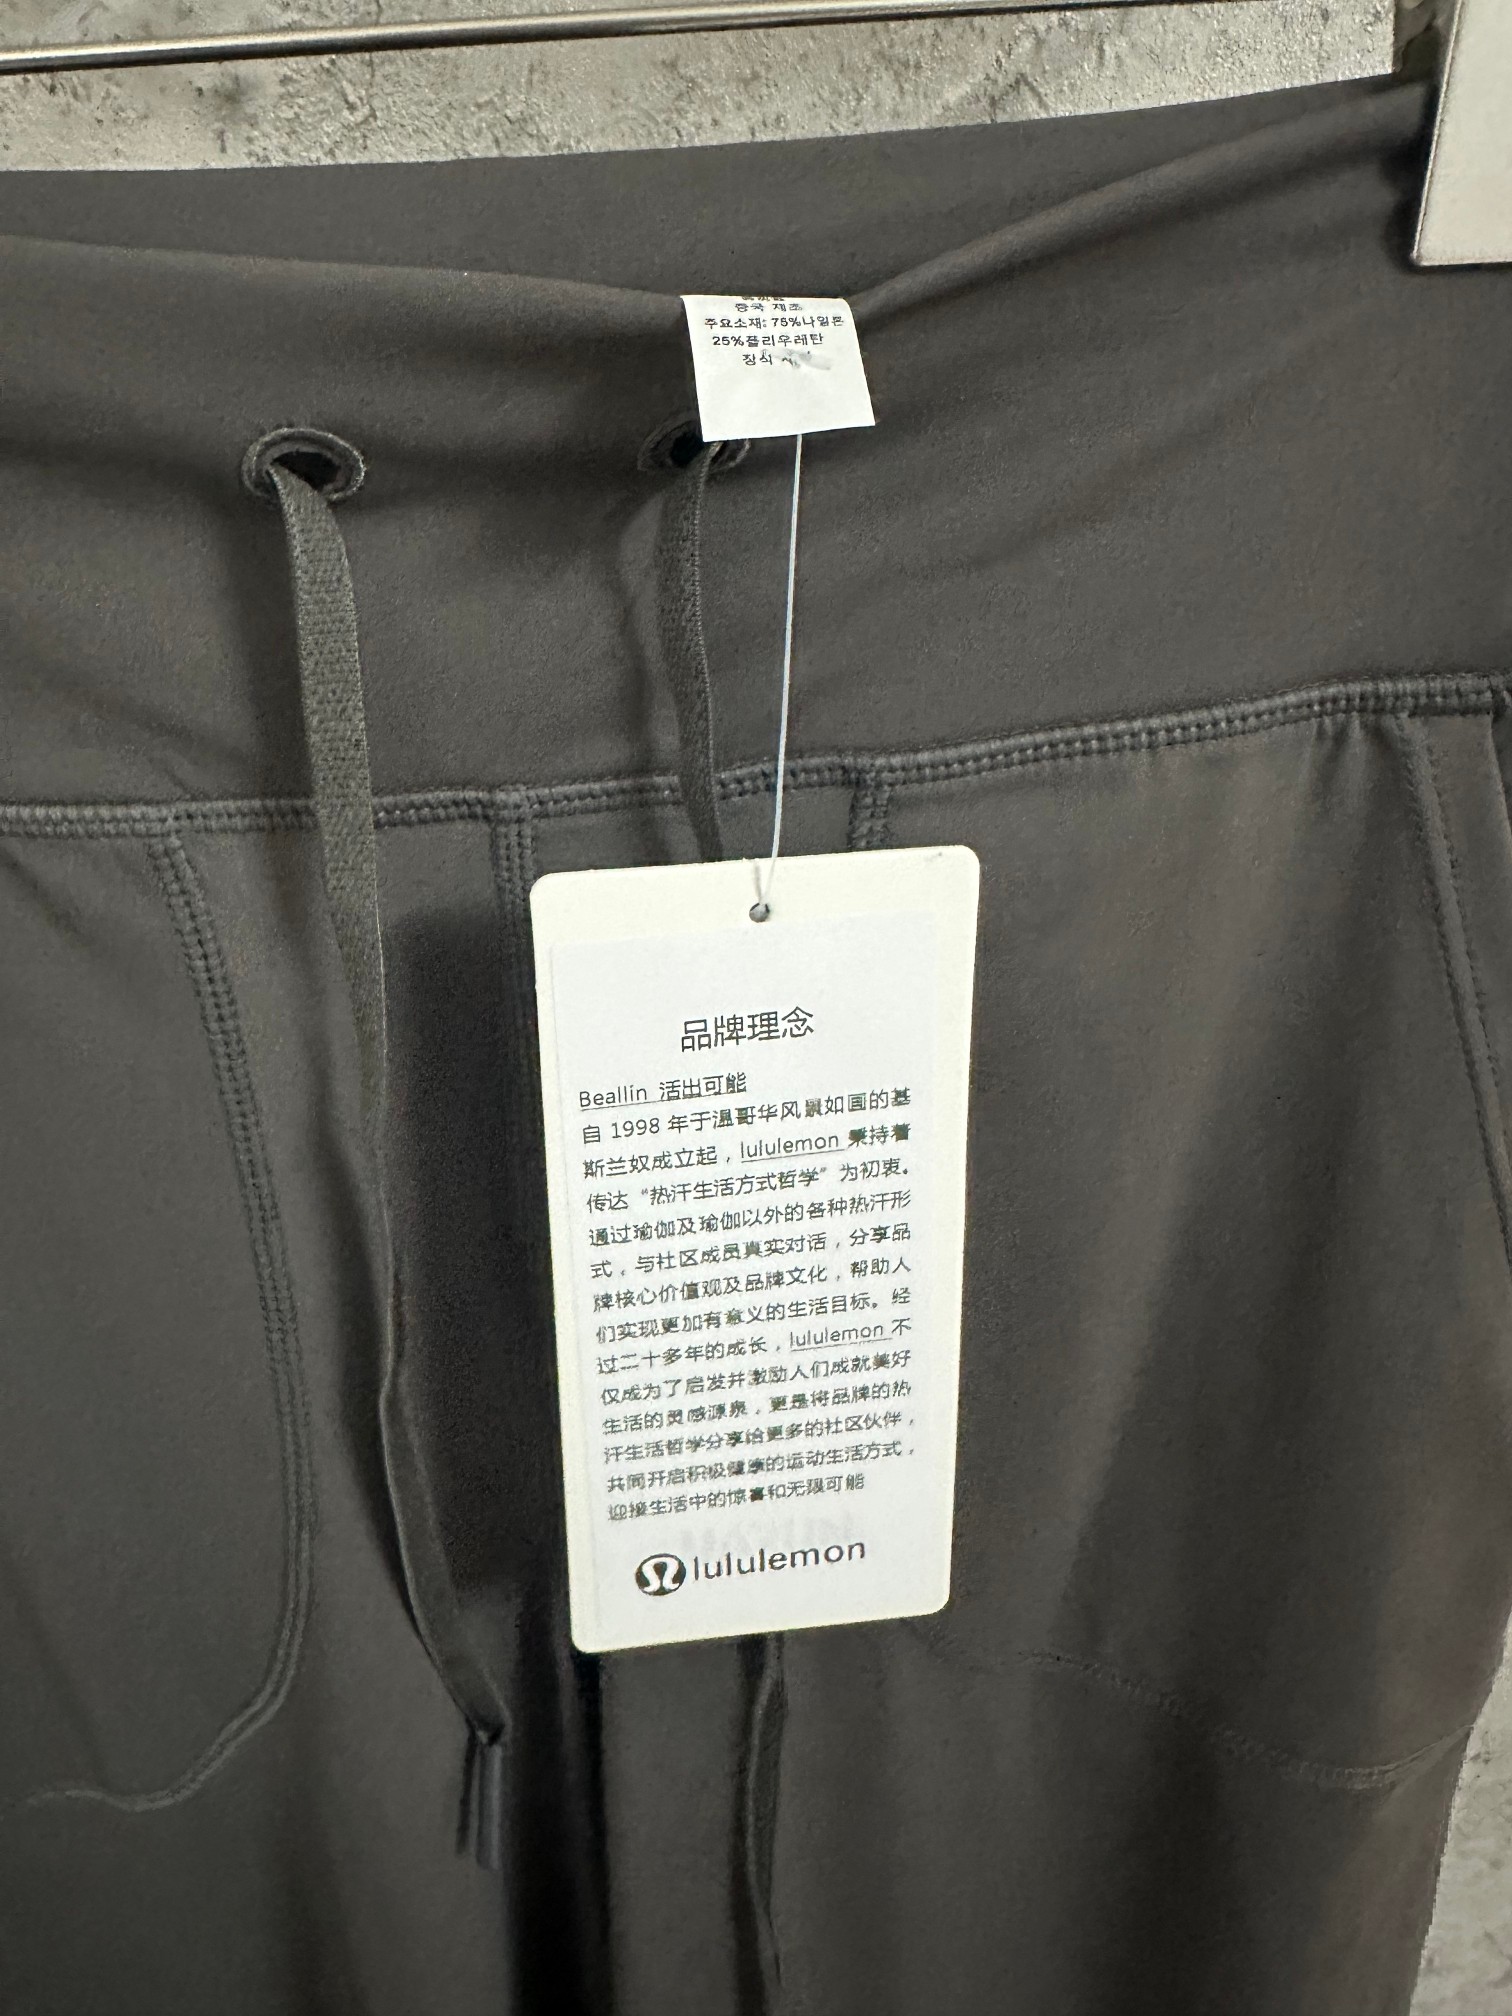 중국 제조
주요소재: 75%나일론
25%폴리우레탄
장식
品牌理念
Beallin 活出可能
自 1998 年于温哥华风景如画的基
斯兰奴成立起，lululemon 秉持着
传达“热汗生活方式哲学”为初衷。
通过瑜伽及瑜伽以外的各种热汗形
式，与社区成员真实对话，分享品
牌核心价值观及品牌文化，帮助人
们实现更加有意义的生活目标。经
过二十多年的成长，lululemon 不
仅成为了启发并激励人们成就美好
生活的灵感源泉，更是将品牌的热
汗生活哲学分享给更多的社区伙伴，
共同开启积极健康的运动生活方式，
迎接生活中的惊喜和无限可能
lululemon